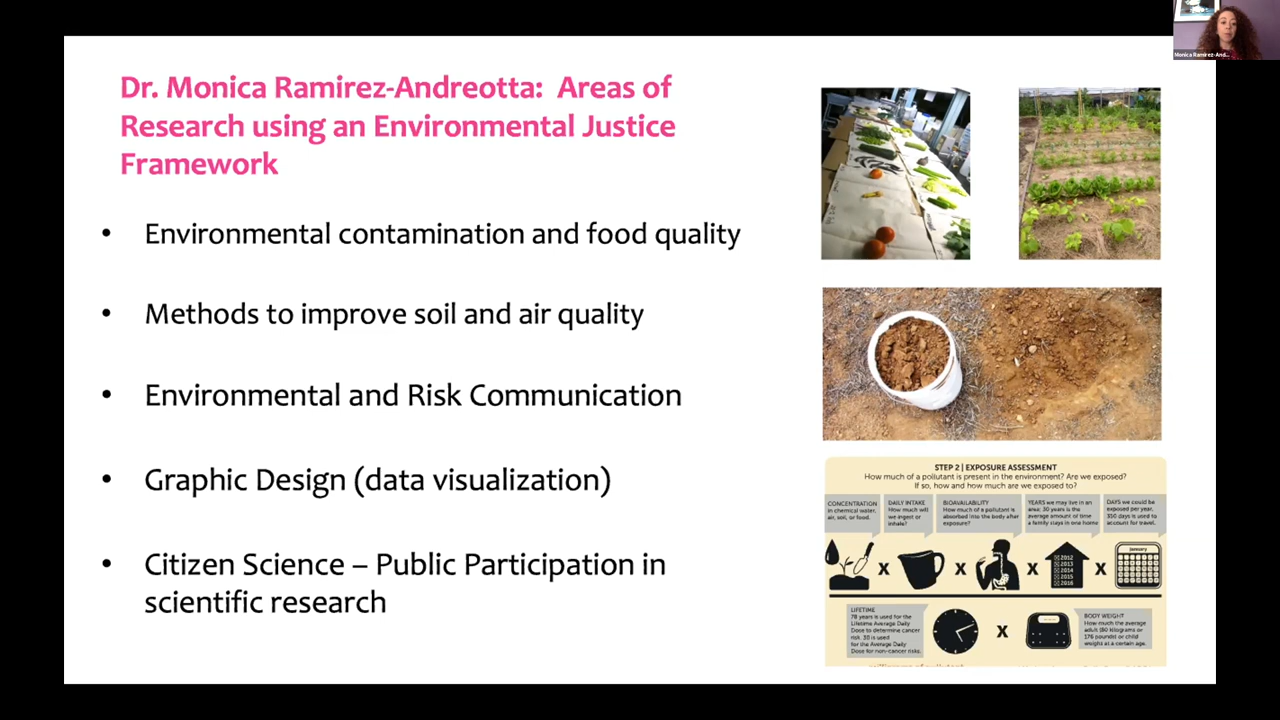 Monica Ramirez-And...
Dr. Monica Ramirez-Andreotta: Areas of
Research using an Environmental Justice
Framework
• Environmental contamination and food quality
• Methods to improve soil and air quality
• Environmental and Risk Communication
• Graphic Design (data visualization)
• Citizen Science – Public Participation in
scientific research
STEP 2 | EXPOSURE ASSESSMENT
How much of a pollutant is present in the environment? Are we exposed?
If so, how and how much are we exposed to?
CONCENTRATION
in chemical water,
air, soil, or food.
DAILY INTAKE
How much will
we ingest or
inhale?
BIOAVAILABILITY
How much of a pollutant is
absorbed into the body after
exposure?
YEARS we may live in an
area; 30 years is the
average amount of time
a family stays in one home
DAYS we could be
exposed per year,
350 days is used to
account for travel.
X
X
X
2012
2013
2014
2015
2016
X
January
LIFETIME
78 years is used for the
Lifetime Average Daily
Dose to determine cancer
risk. 30 is used
for the Average Daily
Dose for non-cancer risks.
X
BODY WEIGHT
How much the average
adult (80 kilograms or
176 pounds) or child
weighs at a certain age.